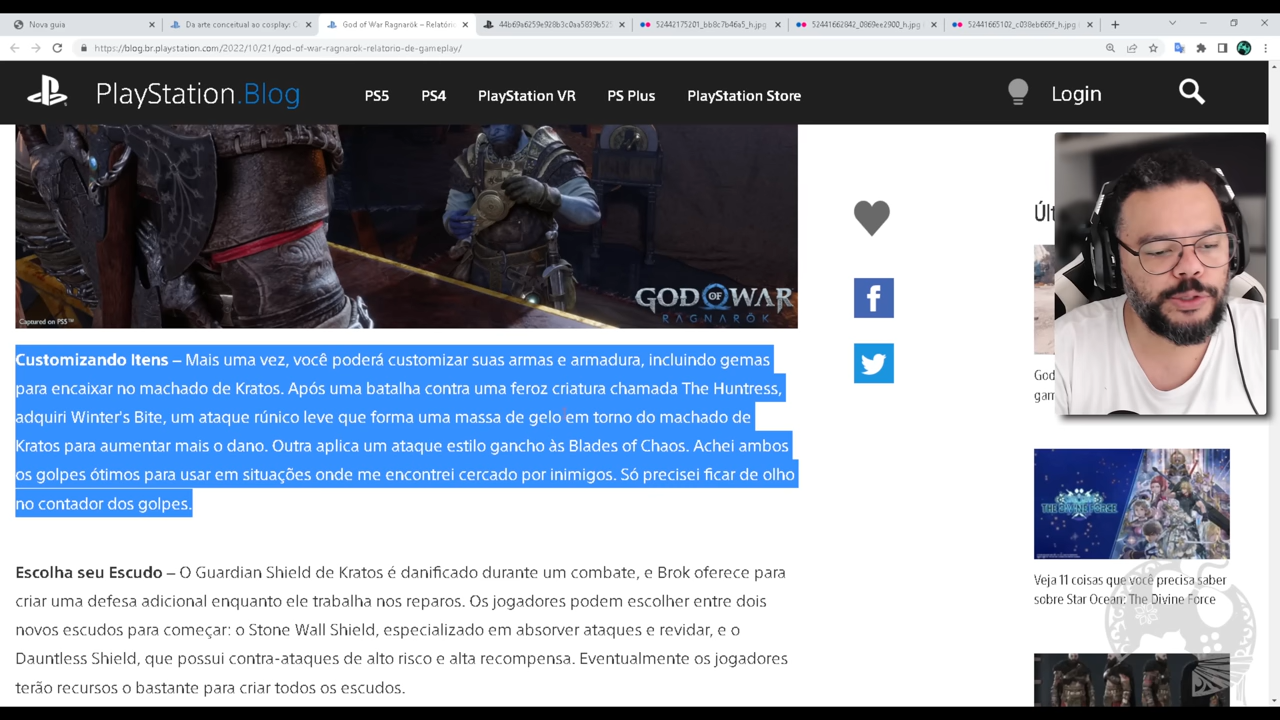 Nova guia
Da arte conceitual ao cosplay: C
God of War Ragnarök – Relatório
44b69a6259e928b3c0aa5839b525
52442175201_bb8c7b46a5_h.jpg
52441662842_0869ee2900_h.jpg
52441665102_c038eb665f_h.jpg
https://blog.br.playstation.com/2022/10/21/god-of-war-ragnarok-relatorio-de-gameplay/
PlayStation.Blog
PS5
PS4
PlayStation VR
PS Plus
PlayStation Store
Login
Captured on PS5™
GOD OF WAR
RAGNARÖK
Customizando Itens – Mais uma vez, você poderá customizar suas armas e armadura, incluindo gemas
para encaixar no machado de Kratos. Após uma batalha contra uma feroz criatura chamada The Huntress,
adquiri Winter's Bite, um ataque rúnico leve que forma uma massa de gelo em torno do machado de
Kratos para aumentar mais o dano. Outra aplica um ataque estilo gancho às Blades of Chaos. Achei ambos
os golpes ótimos para usar em situações onde me encontrei cercado por inimigos. Só precisei ficar de olho
no contador dos golpes.
Escolha seu Escudo – O Guardian Shield de Kratos é danificado durante um combate, e Brok oferece para
criar uma defesa adicional enquanto ele trabalha nos reparos. Os jogadores podem escolher entre dois
novos escudos para começar: o Stone Wall Shield, especializado em absorver ataques e revidar, e o
Dauntless Shield, que possui contra-ataques de alto risco e alta recompensa. Eventualmente os jogadores
terão recursos o bastante para criar todos os escudos.
Últ
God
gam
THE DIVINE FORCE
Veja 11 coisas que você precisa saber
sobre Star Ocean: The Divine Force